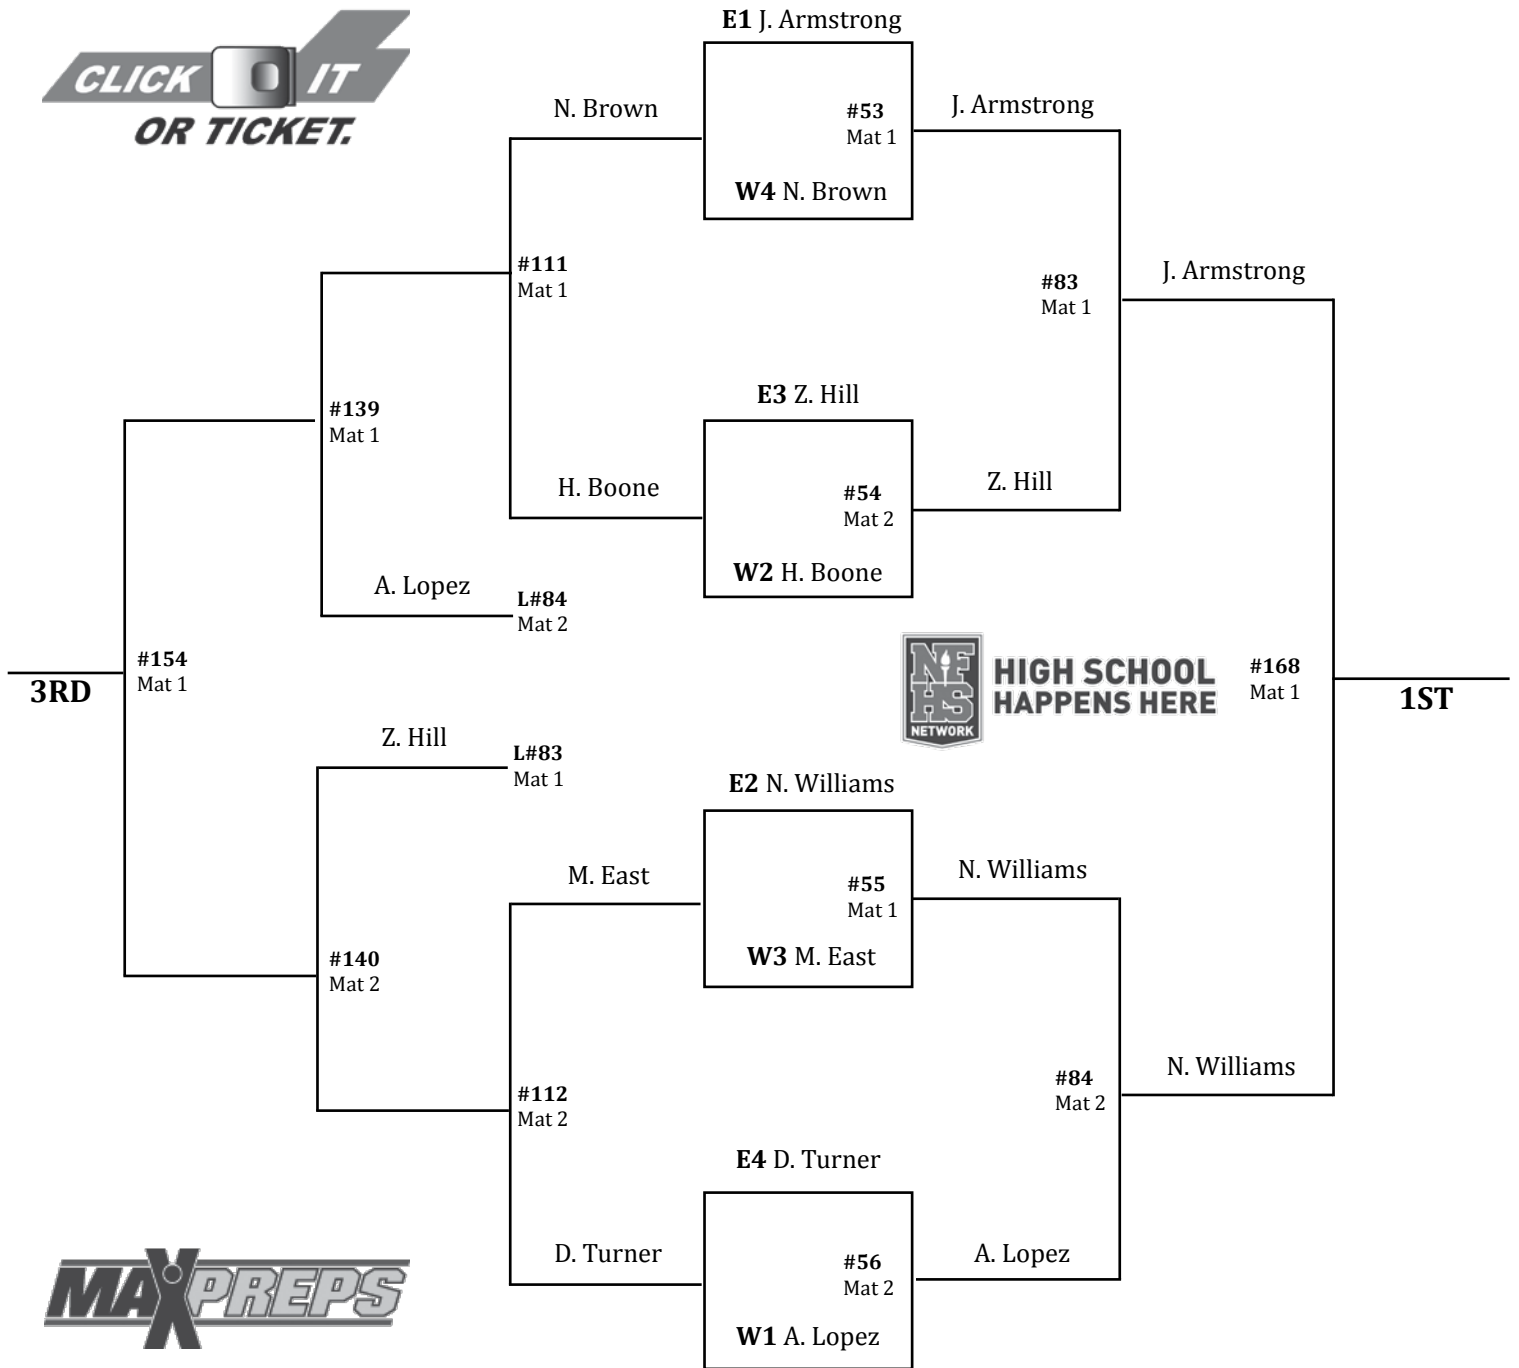 E1 J. Armstrong
CLICK IT
OR TICKET.
N. Brown
#53
Mat 1
J. Armstrong
W4 N. Brown
#111
Mat 1
#83
Mat 1
J. Armstrong
#139
Mat 1
E3 Z. Hill
H. Boone
#54
Mat 2
Z. Hill
W2 H. Boone
A. Lopez
L#84
Mat 2
#154
Mat 1
3RD
NF
HS
NETWORK
HIGH SCHOOL
HAPPENS HERE
#168
Mat 1
1ST
Z. Hill
L#83
Mat 1
E2 N. Williams
M. East
#55
Mat 1
N. Williams
W3 M. East
#140
Mat 2
#112
Mat 2
#84
Mat 2
N. Williams
E4 D. Turner
D. Turner
#56
Mat 2
A. Lopez
W1 A. Lopez
MAXPREPS